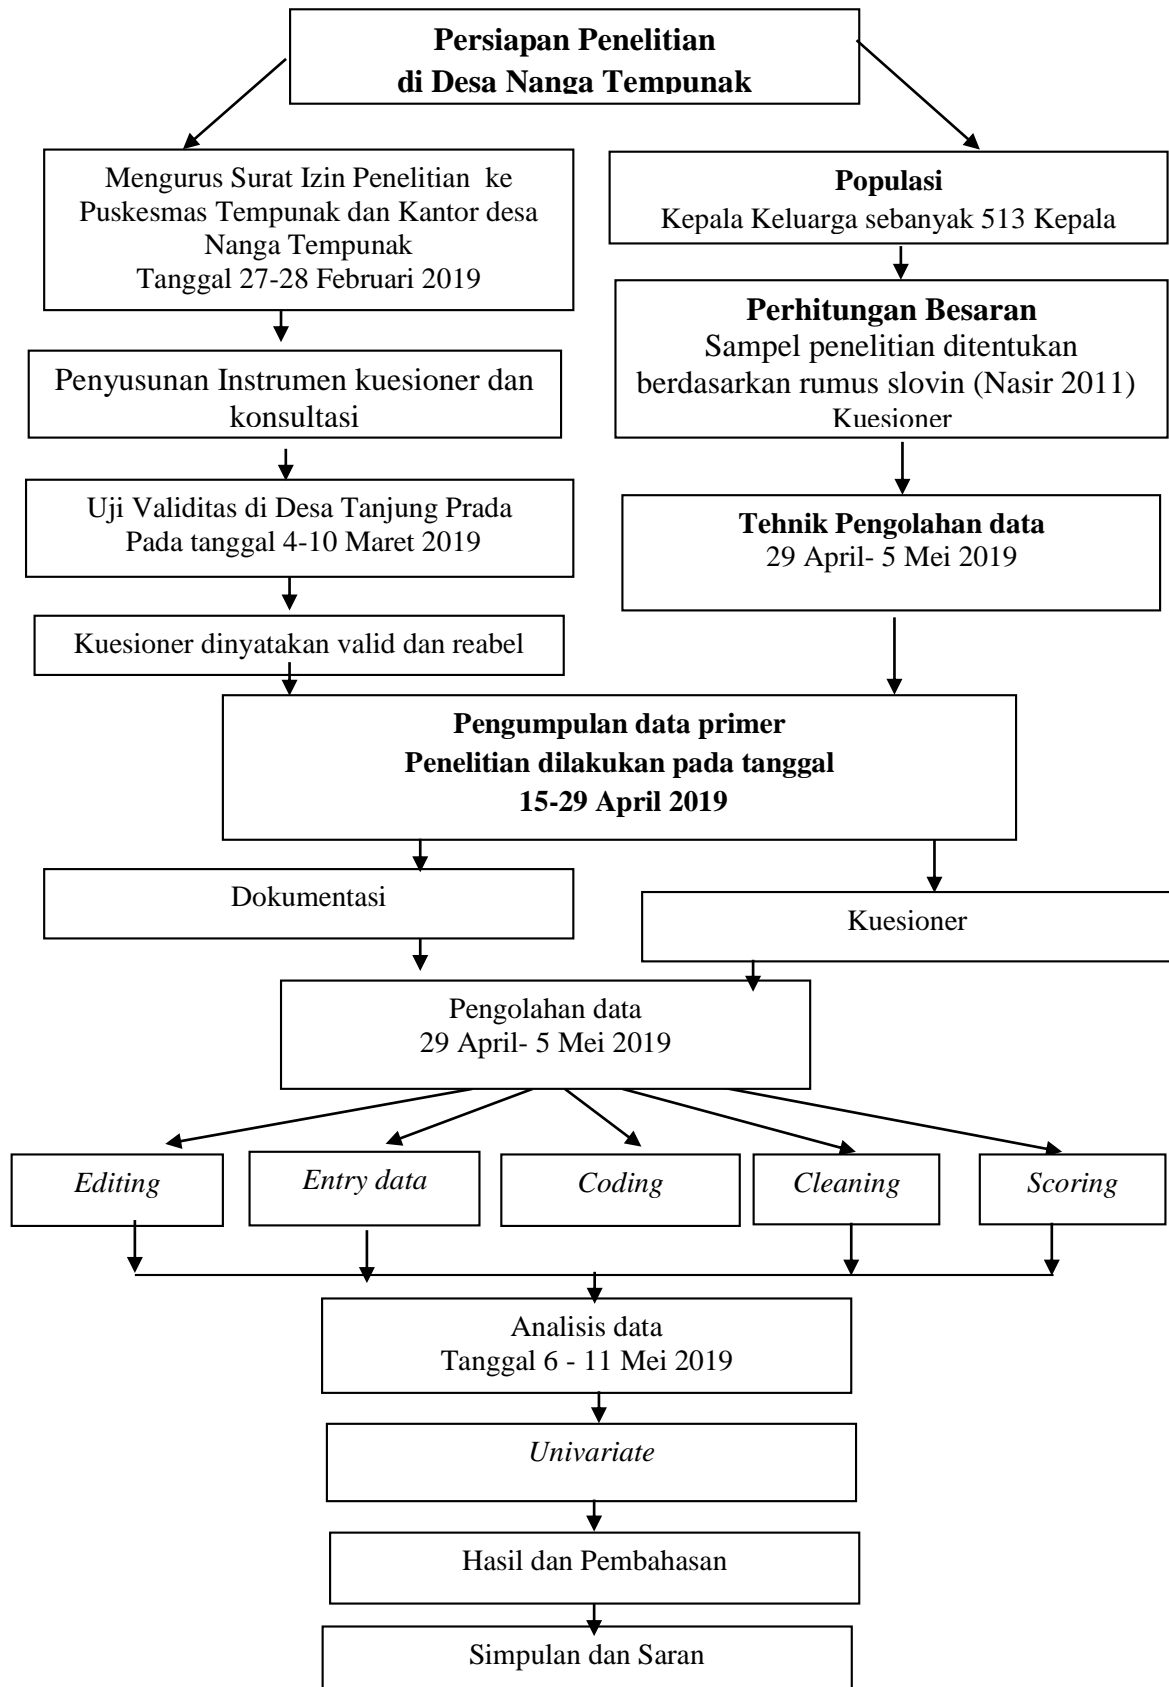 Persiapan Penelitian
di Desa Nanga Tempunak
Mengurus Surat Izin Penelitian ke
Puskesmas Tempunak dan Kantor desa
Nanga Tempunak
Tanggal 27-28 Februari 2019
Populasi
Kepala Keluarga sebanyak 513 Kepala
Penyusunan Instrumen kuesioner dan
konsultasi
Perhitungan Besaran
Sampel penelitian ditentukan
berdasarkan rumus slovin (Nasir 2011)
Kuesioner
Uji Validitas di Desa Tanjung Prada
Pada tanggal 4-10 Maret 2019
Tehnik Pengolahan data
29 April- 5 Mei 2019
Kuesioner dinyatakan valid dan reabel
Pengumpulan data primer
Penelitian dilakukan pada tanggal
15-29 April 2019
Dokumentasi
Kuesioner
Pengolahan data
29 April- 5 Mei 2019
Editing
Entry data
Coding
Cleaning
Scoring
Analisis data
Tanggal 6 - 11 Mei 2019
Univariate
Hasil dan Pembahasan
Simpulan dan Saran